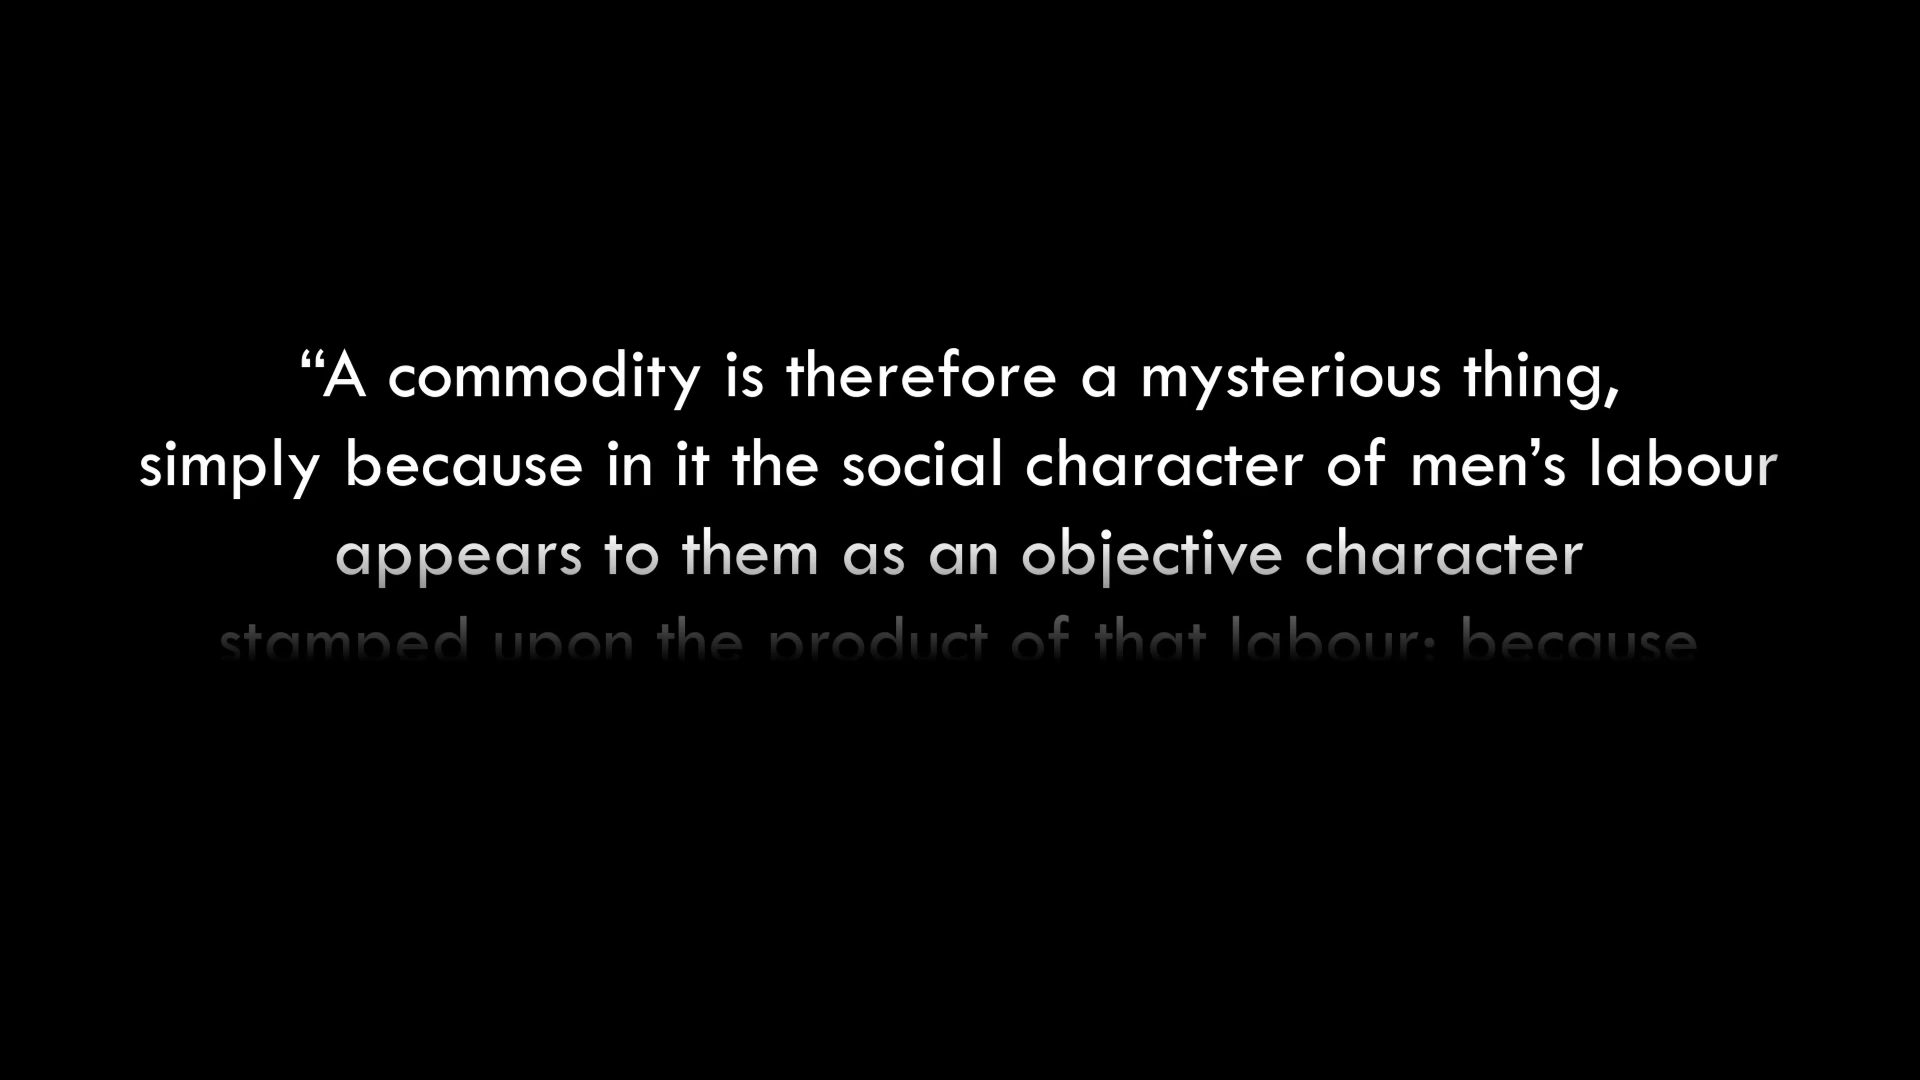 “A commodity is therefore a mysterious thing,
simply because in it the social character of men’s labour
appears to them as an objective character
stamped upon the product of that labour; because